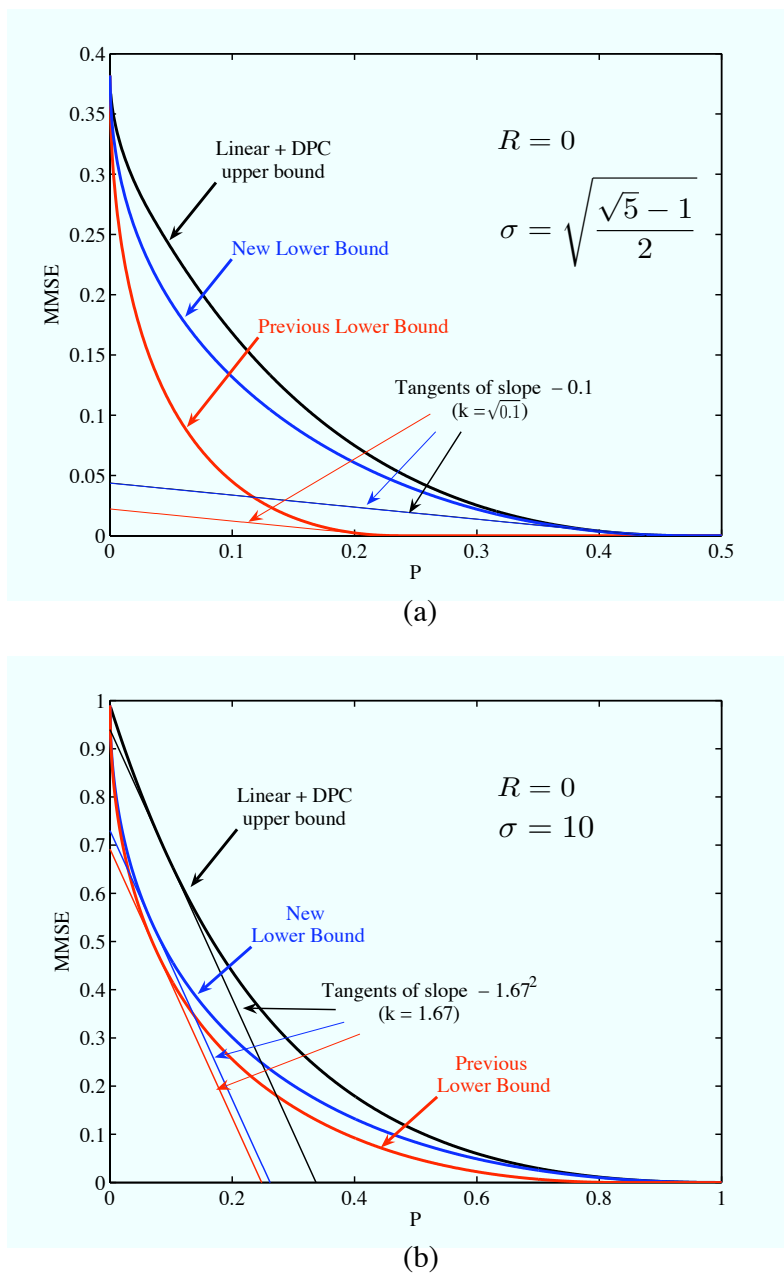 0.4
0.35
0.3
0.25
0.2
0.15
0.1
0.05
0
MMSE
Linear + DPC
upper bound
R = 0
σ = √((√5 − 1)/2)
New Lower Bound
Previous Lower Bound
Tangents of slope – 0.1
(k = √0.1)
0 0.1 0.2 0.3 0.4 0.5
P
(a)
1
0.9
0.8
0.7
0.6
0.5
0.4
0.3
0.2
0.1
0
MMSE
Linear + DPC
upper bound
R = 0
σ = 10
New
Lower Bound
Tangents of slope – 1.67²
(k = 1.67)
Previous
Lower Bound
0 0.2 0.4 0.6 0.8 1
P
(b)